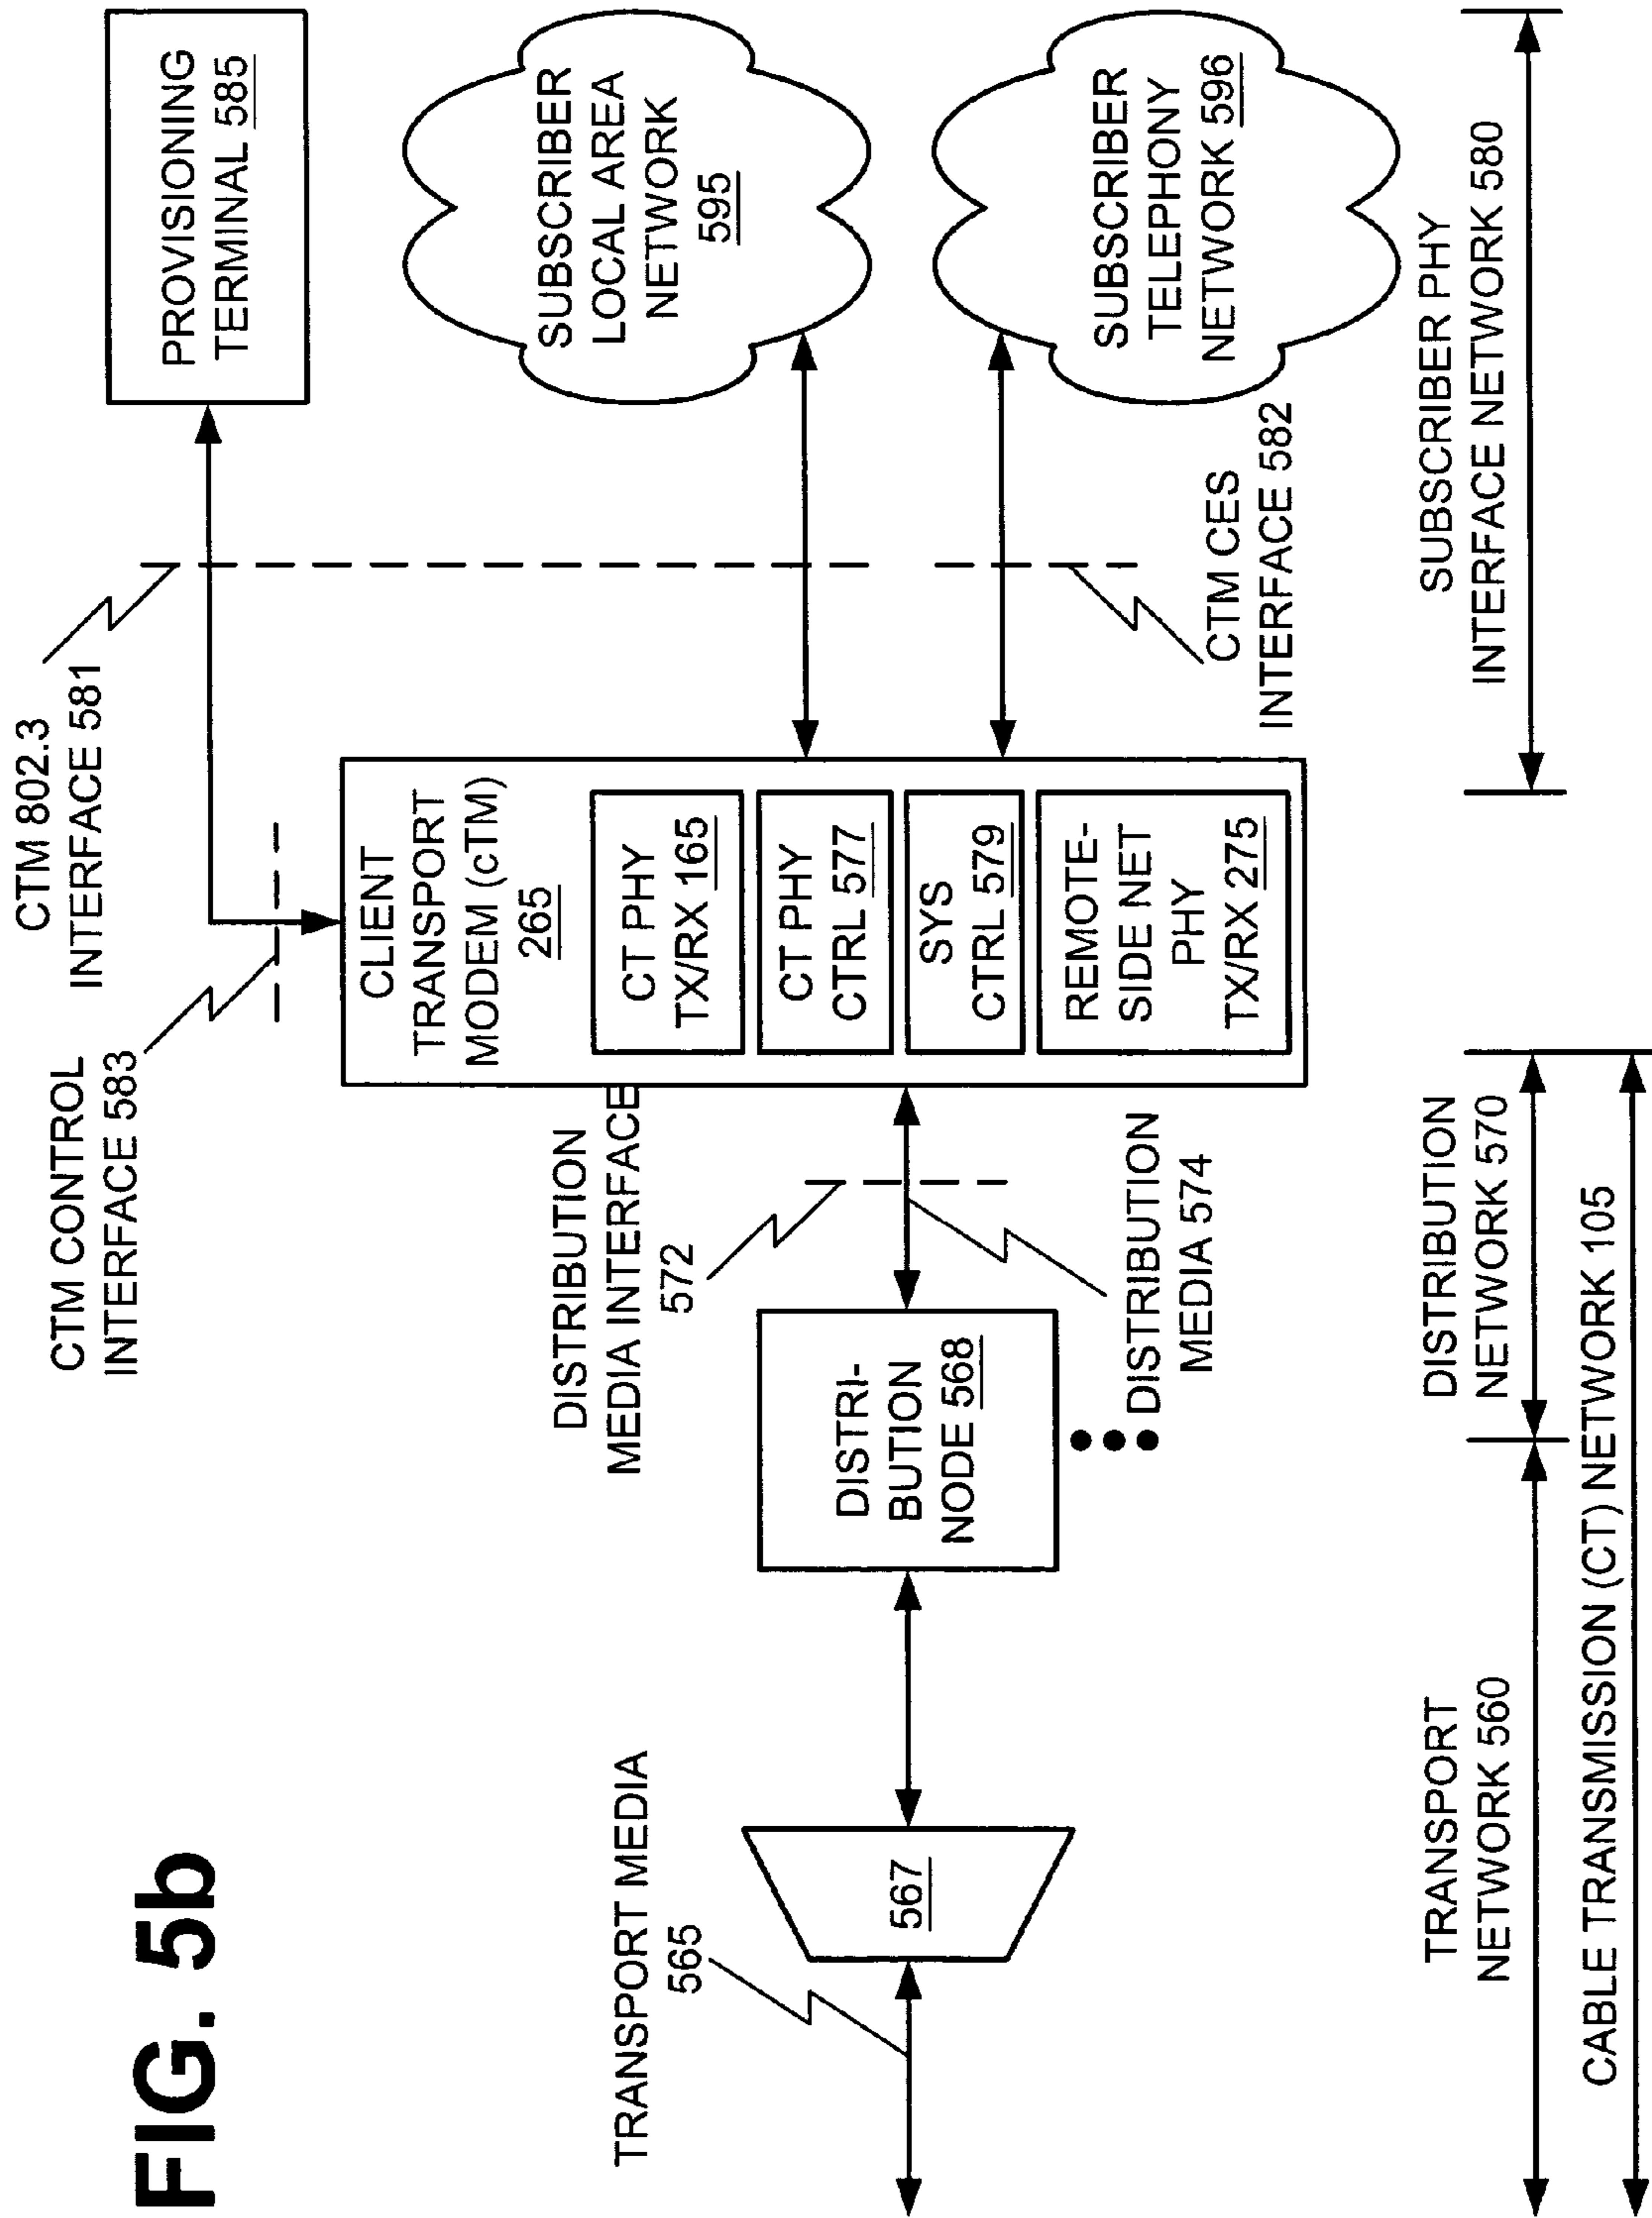 FIG. 5b
CTM CONTROL
INTERFACE 583
CTM 802.3
INTERFACE 581
PROVISIONING
TERMINAL 585
SUBSCRIBER
LOCAL AREA
NETWORK
595
SUBSCRIBER
TELEPHONY
NETWORK 596
CTM CES
INTERFACE 582
CLIENT
TRANSPORT
MODEM (cTM)
265
CT PHY
TX/RX 165
CT PHY
CTRL 577
SYS
CTRL 579
REMOTE-
SIDE NET
PHY
TX/RX 275
DISTRIBUTION
MEDIA INTERFACE
572
DISTRIBUTION
MEDIA 574
DISTRI-
BUTION
NODE 568
TRANSPORT MEDIA
565
567
TRANSPORT
NETWORK 560
DISTRIBUTION
NETWORK 570
SUBSCRIBER PHY
INTERFACE NETWORK 580
CABLE TRANSMISSION (CT) NETWORK 105